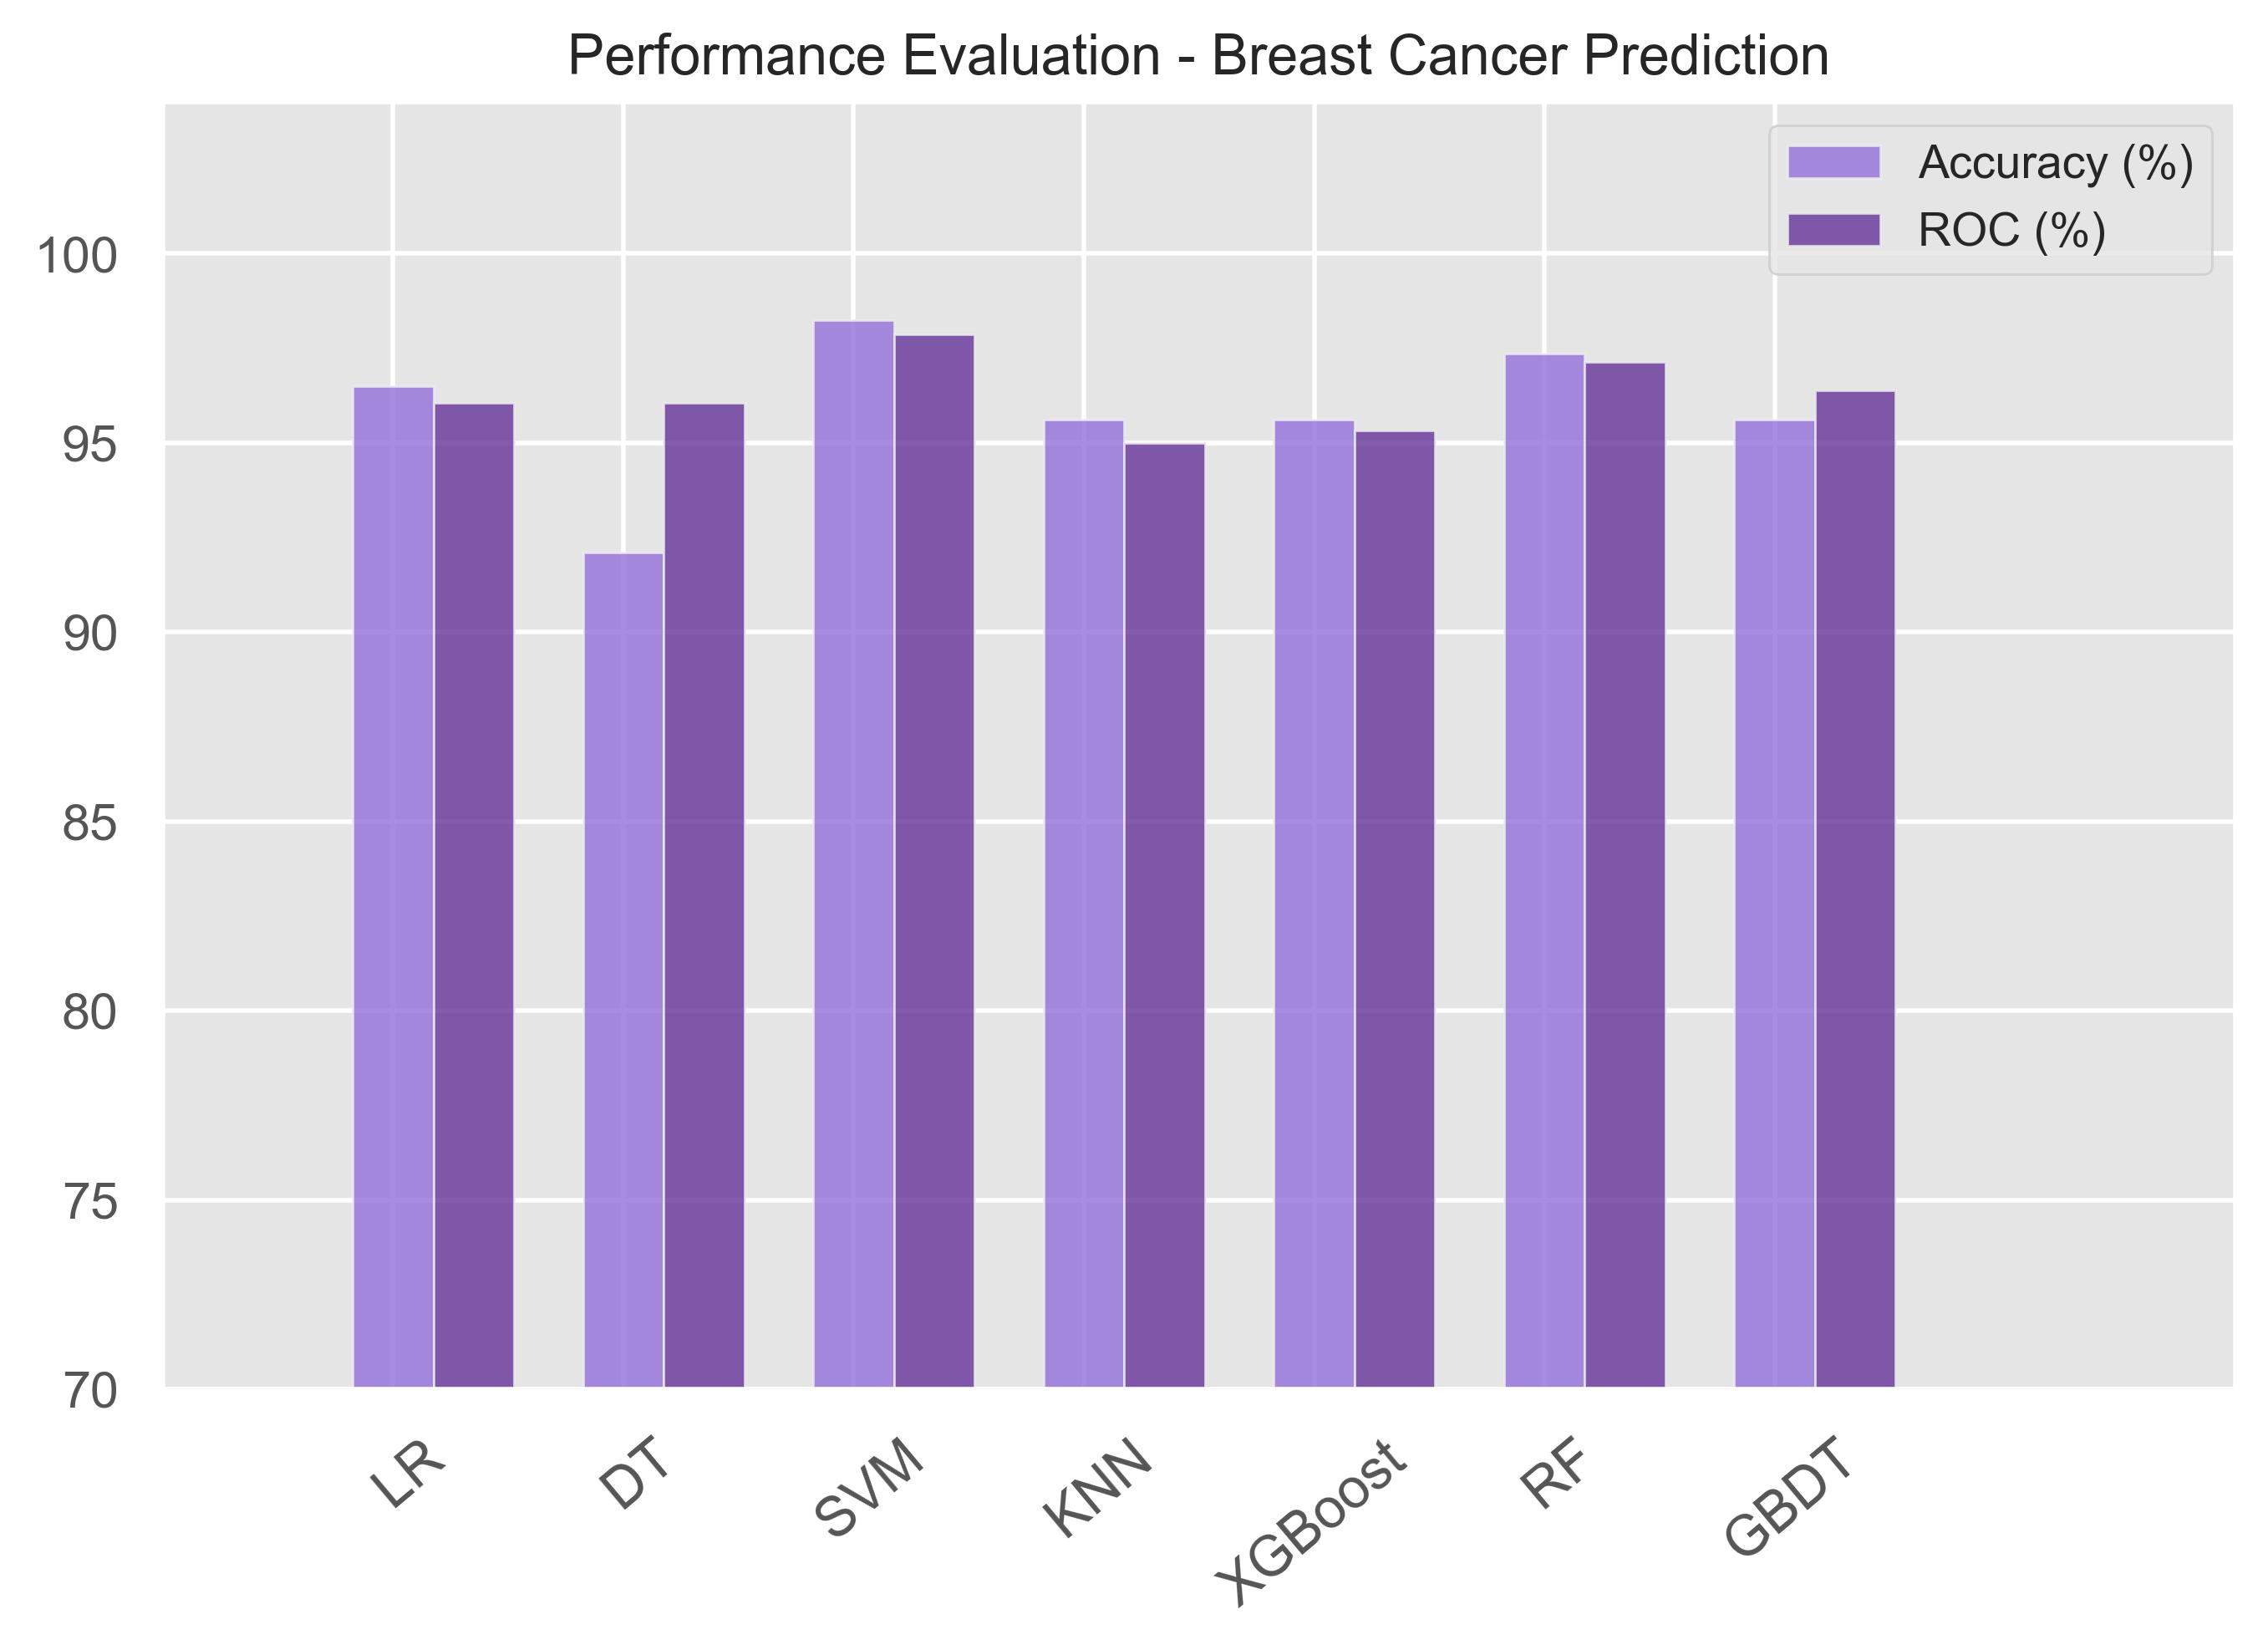 Performance Evaluation - Breast Cancer Prediction
Accuracy (%)
ROC (%)
100
95
90
85
80
75
70
LR
DT
SVM
KNN
XGBoost
RF
GBDT